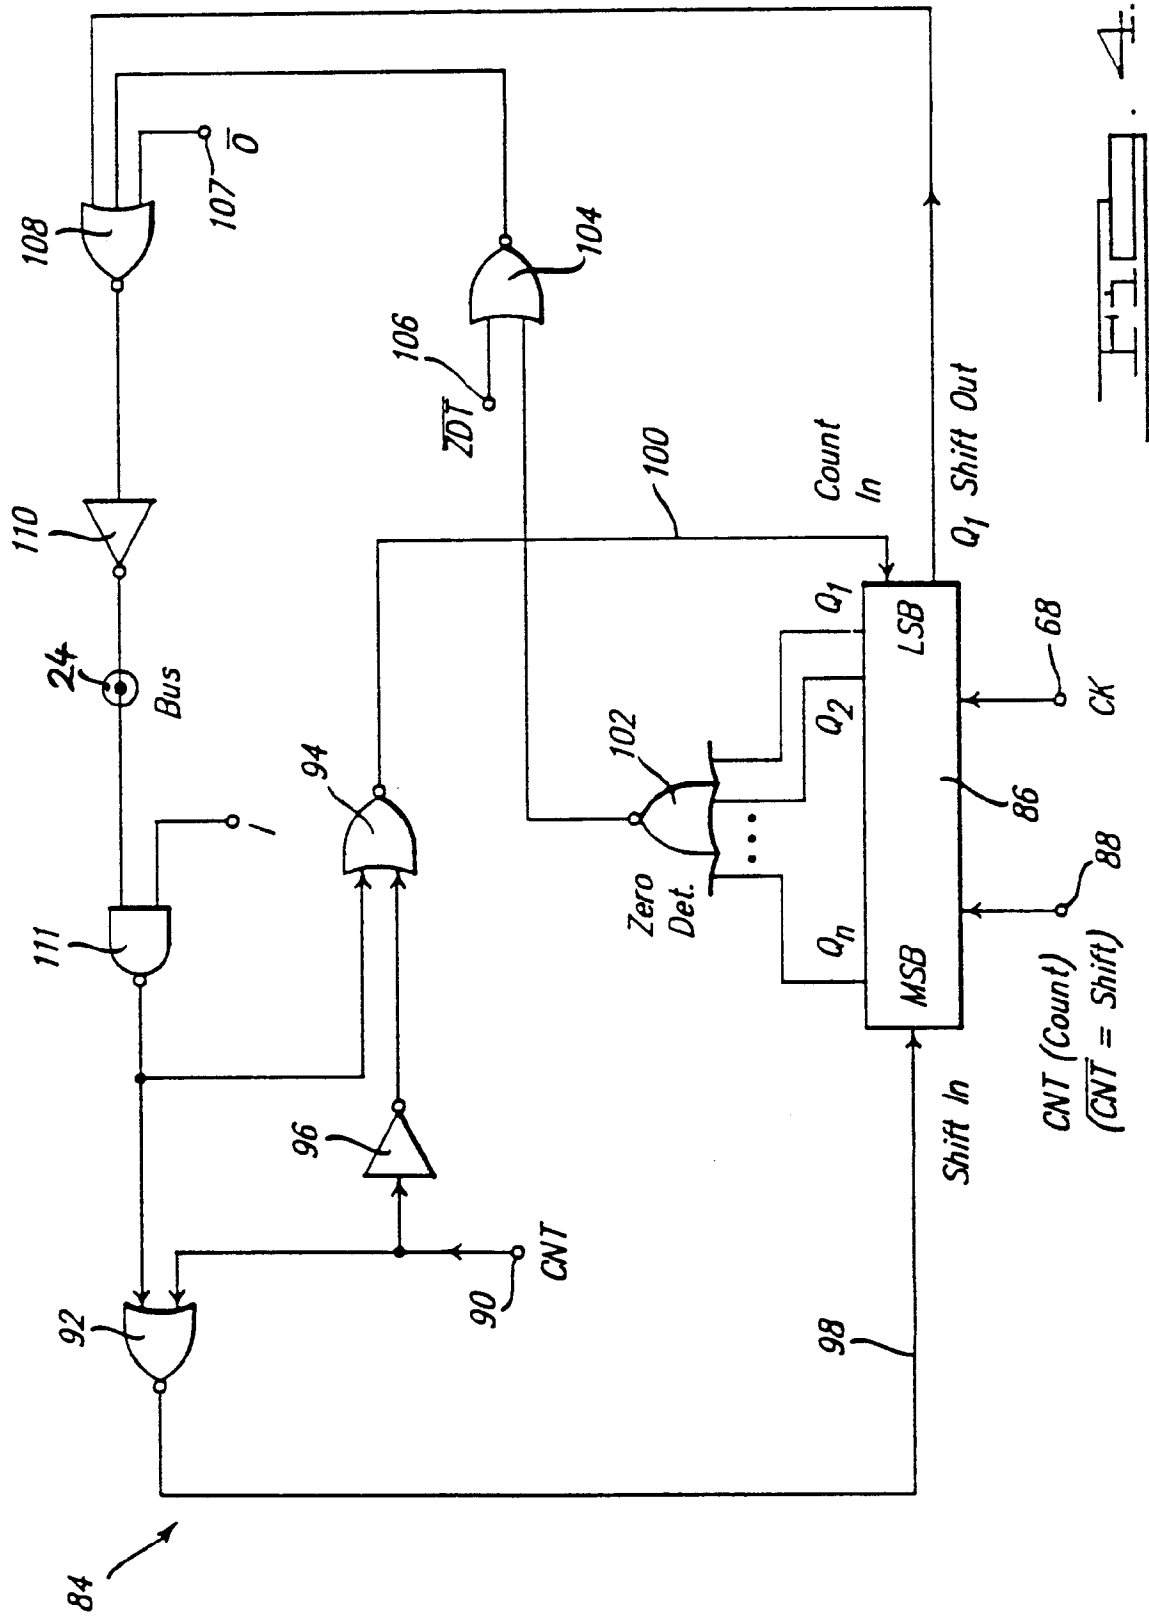 84
92
111
24
110
108
Bus
I
107
O̅
96
94
106
Z̅D̅T̅
90
CNT
104
102
Zero
Det.
100
98
Qn
Q2
Q1
Count
In
MSB
LSB
Shift In
Q1 Shift Out
86
68
CNT (Count)
(C̅N̅T̅ = Shift)
88
CK
Fig. 4.